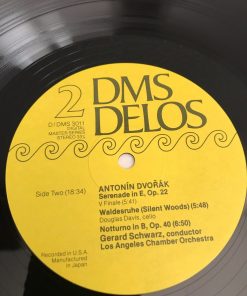 2
DMS
DELOS
D/DMS 3011
DIGITAL
MASTER SERIES
STEREO 33⅓
Side Two (18:34)
ANTONÍN DVOŘÁK
Serenade in E, Op. 22
V Finale (5:41)
Waldesruhe (Silent Woods) (5:48)
Douglas Davis, cello
Notturno in B, Op. 40 (6:50)
Gerard Schwarz, conductor
Los Angeles Chamber Orchestra
Recorded in U.S.A.
Manufactured
in Japan